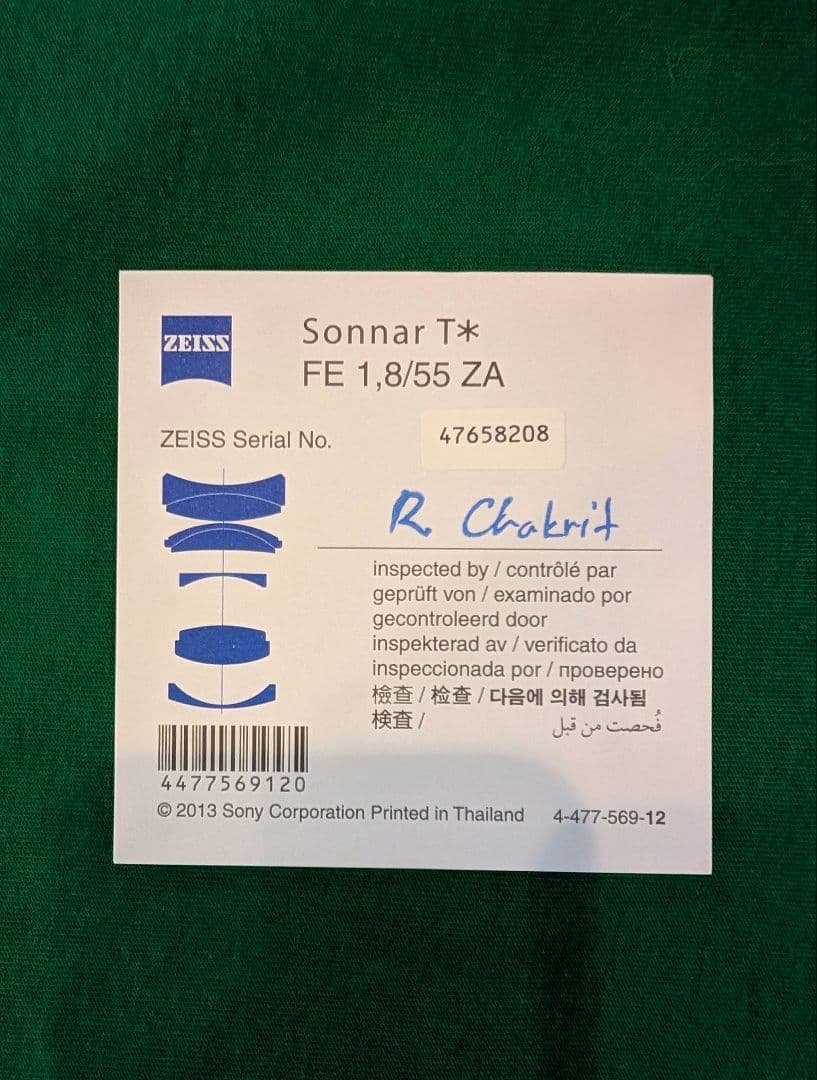 ZEISS
Sonnar T*
FE 1,8/55 ZA
ZEISS Serial No. 47658208
R. Chakrit
inspected by / contrôlé par
geprüft von / examinado por
gecontroleerd door
inspekterad av / verificato da
inspeccionada por / проверено
檢查 / 检查 / 다음에 의해 검사됨
検査 / فُحصت من قبل
4477569120
© 2013 Sony Corporation Printed in Thailand 4-477-569-12